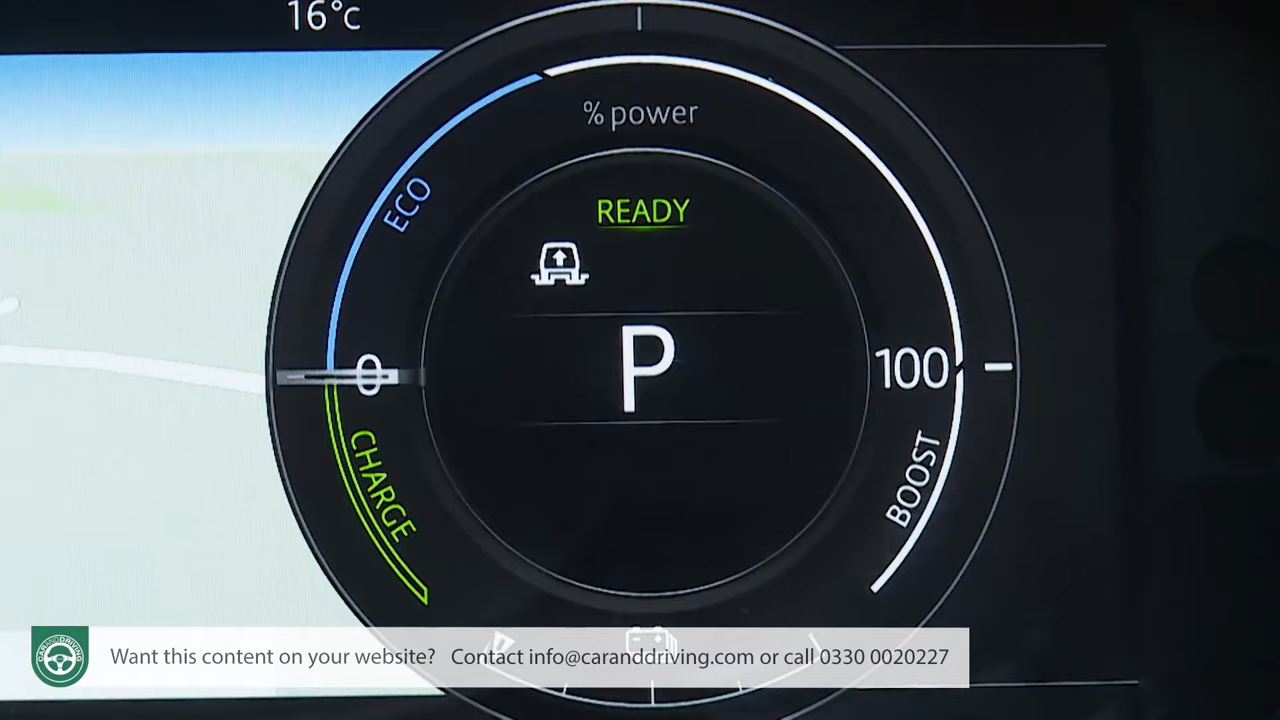 16°C
% power
ECO
READY
P
0
100
CHARGE
BOOST
CARANDDRIVING
Want this content on your website? Contact info@caranddriving.com or call 0330 0020227